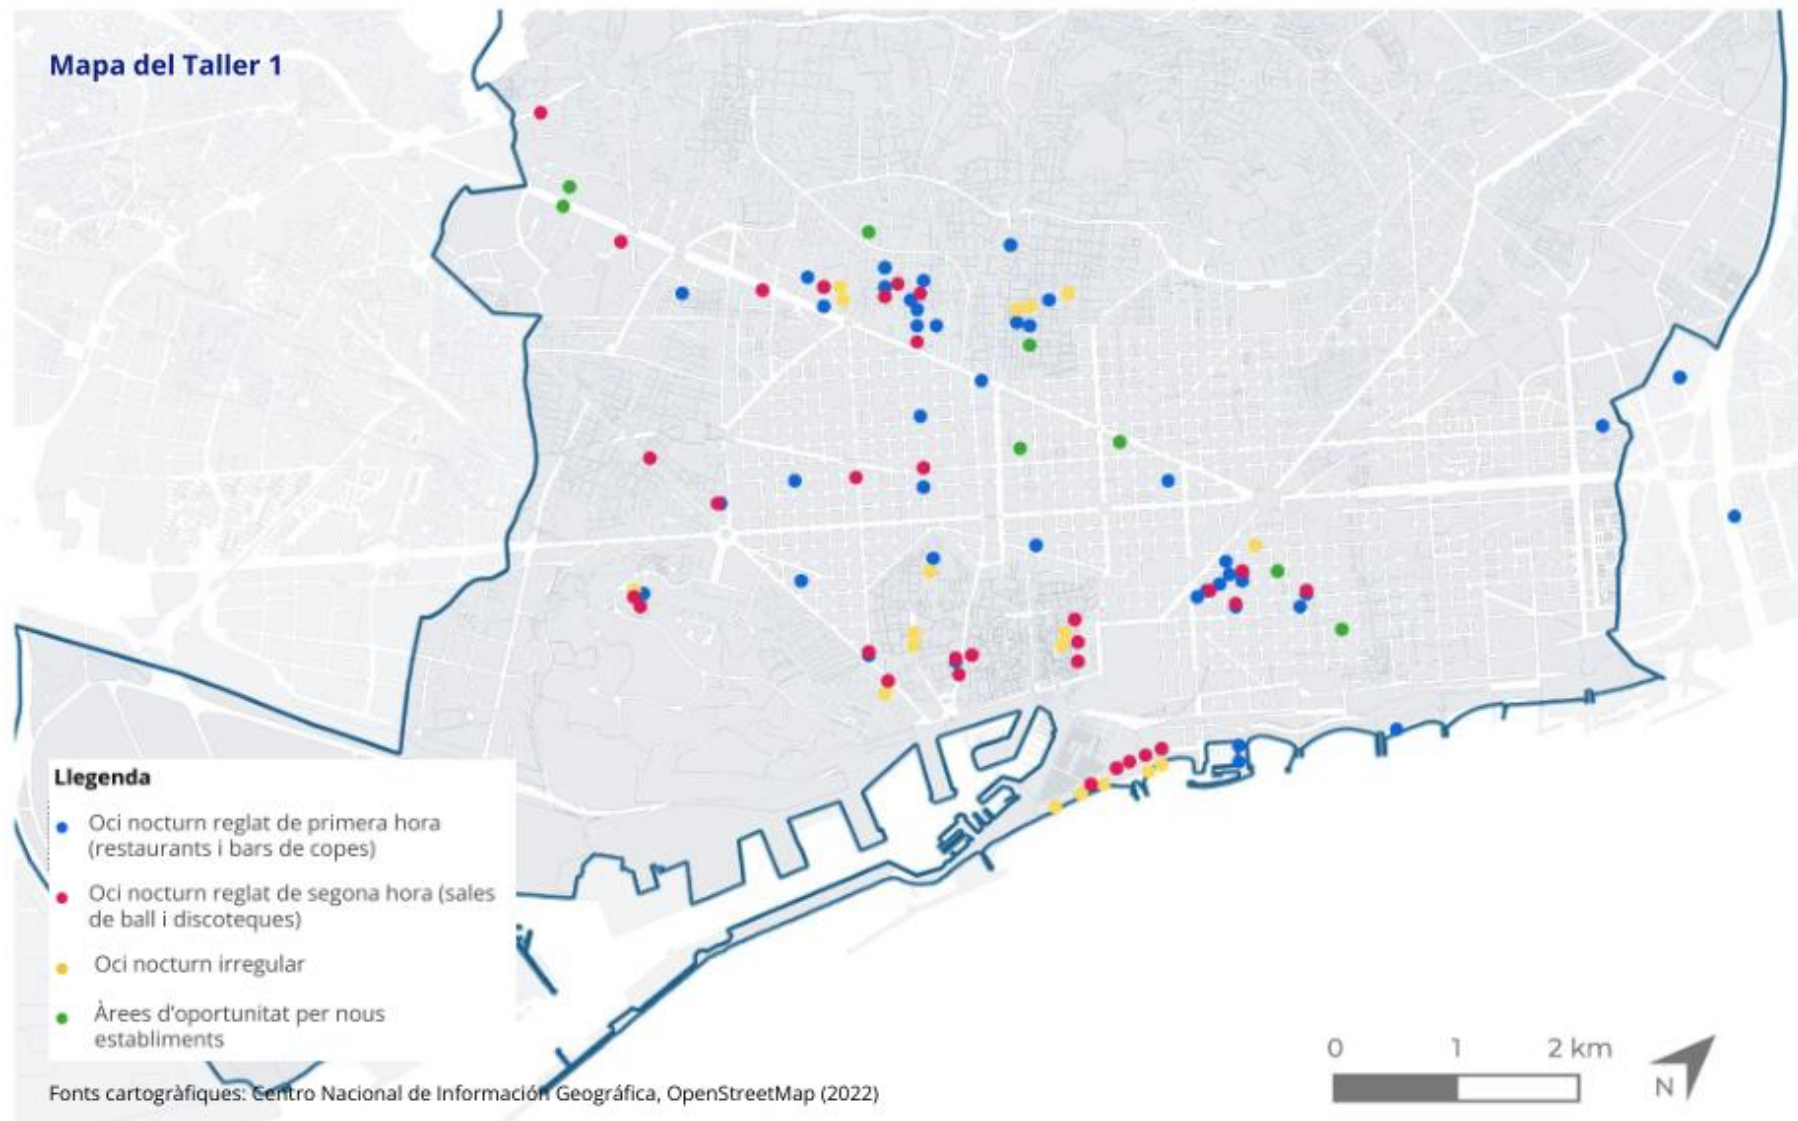 Mapa del Taller 1
Llegenda
Oci nocturn reglat de primera hora
(restaurants i bars de copes)
Oci nocturn reglat de segona hora (sales
de ball i discoteques)
Oci nocturn irregular
Àrees d'oportunitat per nous
establiments
Fonts cartogràfiques: Centro Nacional de Información Geográfica, OpenStreetMap (2022)
0 1 2 km
N